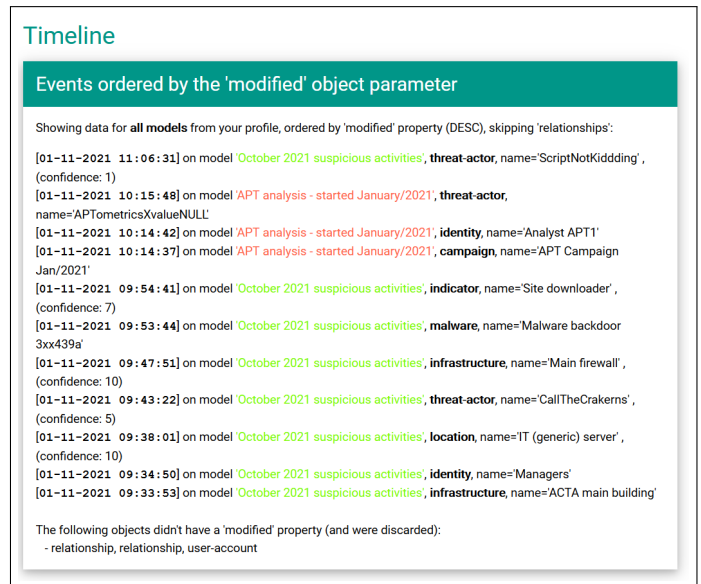 Timeline
Events ordered by the 'modified' object parameter
Showing data for all models from your profile, ordered by 'modified' property (DESC), skipping 'relationships':
[01-11-2021 11:06:31] on model 'October 2021 suspicious activities', threat-actor, name='ScriptNotKiddding' ,
(confidence: 1)
[01-11-2021 10:15:48] on model 'APT analysis - started January/2021', threat-actor,
name='APTometricsXvalueNULL'
[01-11-2021 10:14:42] on model 'APT analysis - started January/2021', identity, name='Analyst APT1'
[01-11-2021 10:14:37] on model 'APT analysis - started January/2021', campaign, name='APT Campaign
Jan/2021'
[01-11-2021 09:54:41] on model 'October 2021 suspicious activities', indicator, name='Site downloader' ,
(confidence: 7)
[01-11-2021 09:53:44] on model 'October 2021 suspicious activities', malware, name='Malware backdoor
3xx439a'
[01-11-2021 09:47:51] on model 'October 2021 suspicious activities', infrastructure, name='Main firewall' ,
(confidence: 10)
[01-11-2021 09:43:22] on model 'October 2021 suspicious activities', threat-actor, name='CallTheCrakerns' ,
(confidence: 5)
[01-11-2021 09:38:01] on model 'October 2021 suspicious activities', location, name='IT (generic) server' ,
(confidence: 10)
[01-11-2021 09:34:50] on model 'October 2021 suspicious activities', identity, name='Managers'
[01-11-2021 09:33:53] on model 'October 2021 suspicious activities', infrastructure, name='ACTA main building'
The following objects didn't have a 'modified' property (and were discarded):
- relationship, relationship, user-account